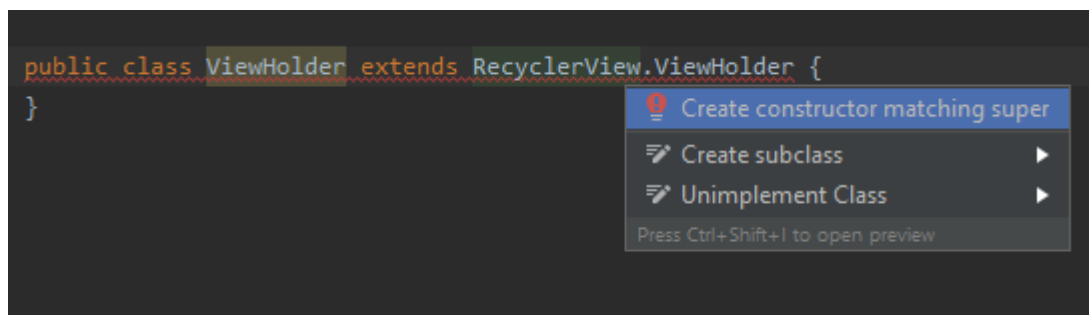 public class ViewHolder extends RecyclerView.ViewHolder {
}
Create constructor matching super
Create subclass
Unimplement Class
Press Ctrl+Shift+I to open preview